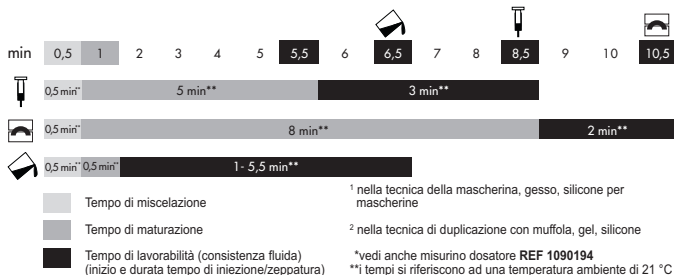 min 0,5 1 2 3 4 5 5,5 6 6,5 7 8 8,5 9 10 10,5
0,5 min** 5 min** 3 min**
0,5 min** 8 min** 2 min**
0,5 min** 0,5 min** 1- 5,5 min**
Tempo di miscelazione
Tempo di maturazione
Tempo di lavorabilità (consistenza fluida)
(inizio e durata tempo di iniezione/zeppatura)
¹ nella tecnica della mascherina, gesso, silicone per
mascherine
² nella tecnica di duplicazione con muffola, gel, silicone
*vedi anche misurino dosatore REF 1090194
**i tempi si riferiscono ad una temperatura ambiente di 21 °C